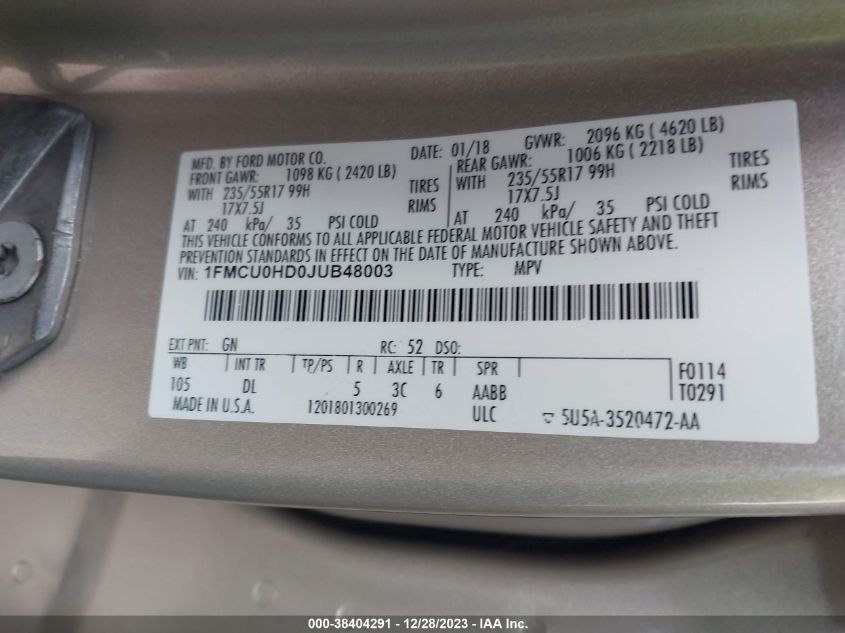 MFD. BY FORD MOTOR CO. DATE: 01/18 GVWR: 2096 KG ( 4620 LB)
FRONT GAWR: 1098 KG ( 2420 LB) REAR GAWR: 1006 KG ( 2218 LB)
WITH 235/55R17 99H TIRES WITH 235/55R17 99H TIRES
17X7.5J RIMS 17X7.5J RIMS
AT 240 kPa/ 35 PSI COLD AT 240 kPa/ 35 PSI COLD
THIS VEHICLE CONFORMS TO ALL APPLICABLE FEDERAL MOTOR VEHICLE SAFETY AND THEFT
PREVENTION STANDARDS IN EFFECT ON THE DATE OF MANUFACTURE SHOWN ABOVE.
VIN: 1FMCU0HD0JUB48003 TYPE: MPV
EXT PNT: GN RC: 52 DSO:
WB INT TR TP/PS R AXLE TR SPR F0114
105 DL 5 3C 6 AABB T0291
MADE IN U.S.A. 1201801300269 ULC 5U5A-3520472-AA
000-38404291 - 12/28/2023 - IAA Inc.